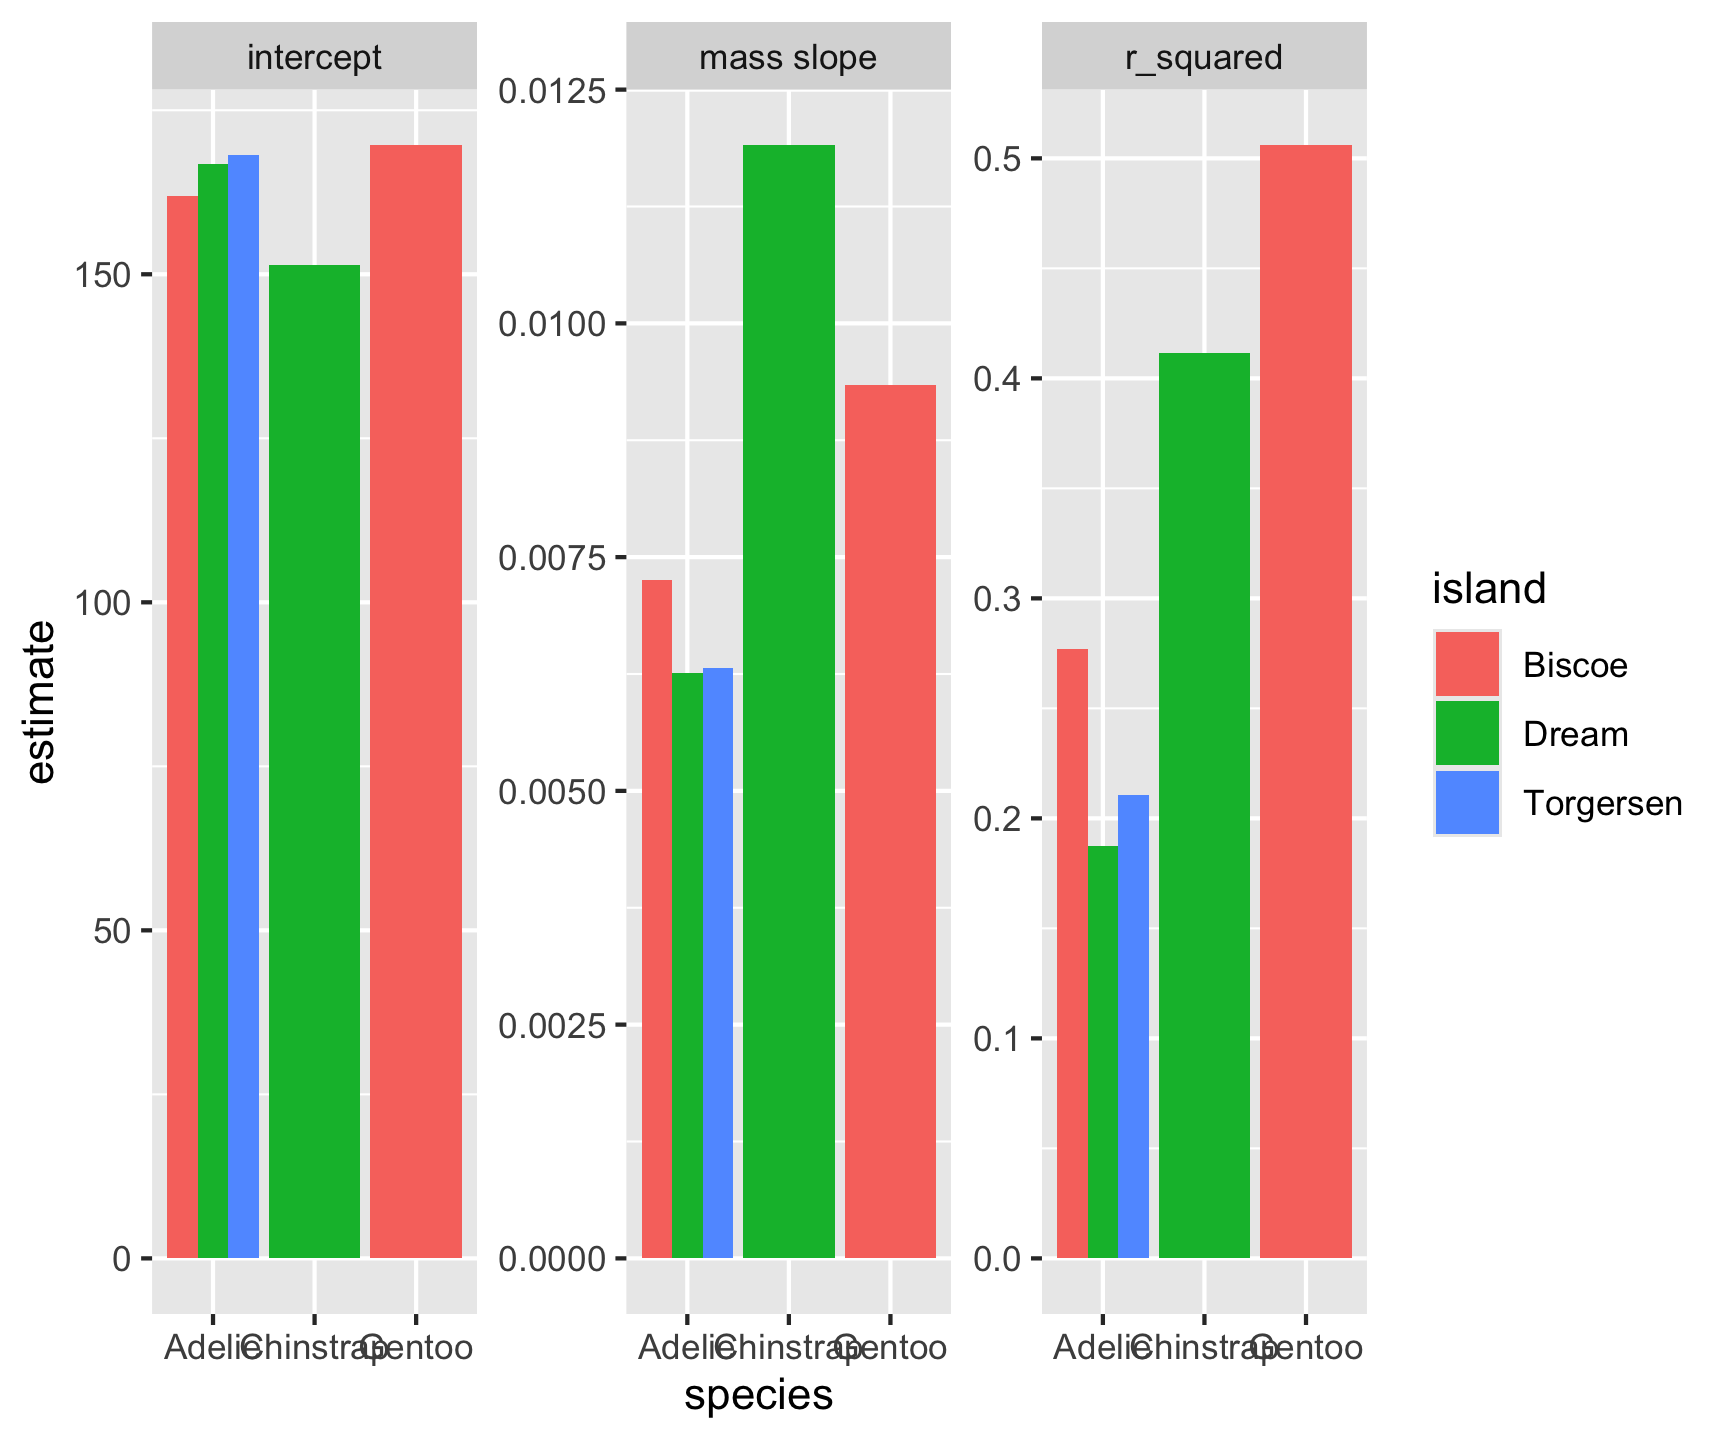 intercept
mass slope
r_squared
estimate
150
100
50
0
0.0125
0.0100
0.0075
0.0050
0.0025
0.0000
0.5
0.4
0.3
0.2
0.1
0.0
Adelie Chinstrap Gentoo
Adelie Chinstrap Gentoo
Adelie Chinstrap Gentoo
species
island
Biscoe
Dream
Torgersen